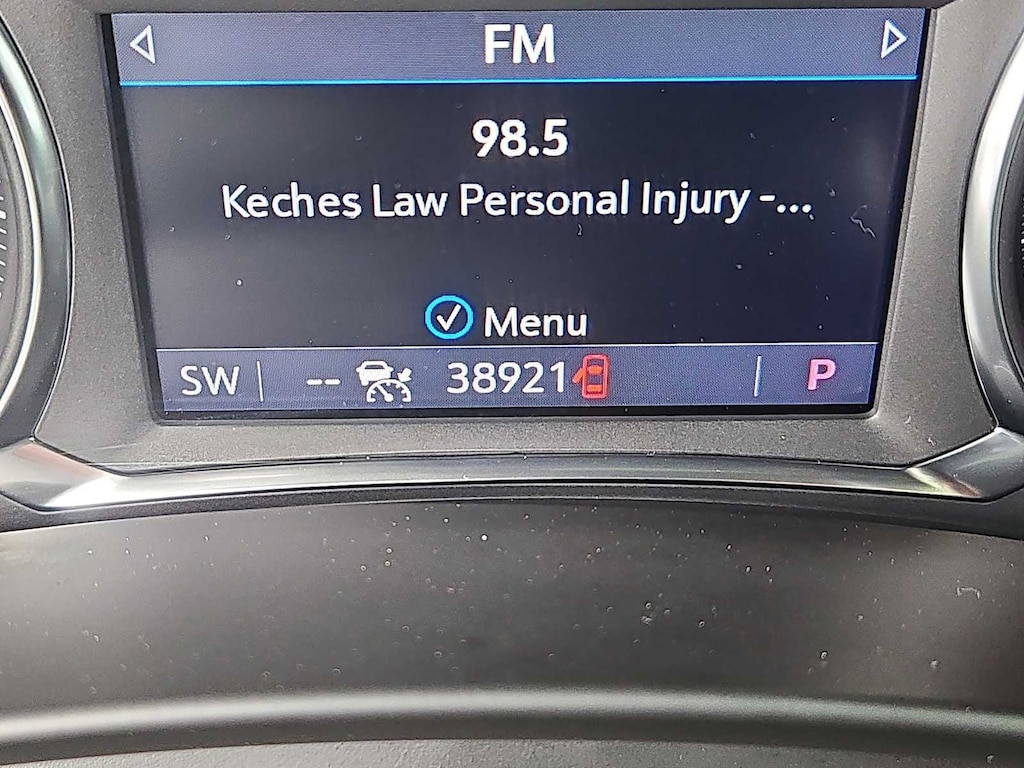 FM
98.5
Keches Law Personal Injury -...
Menu
SW -- 38921 P